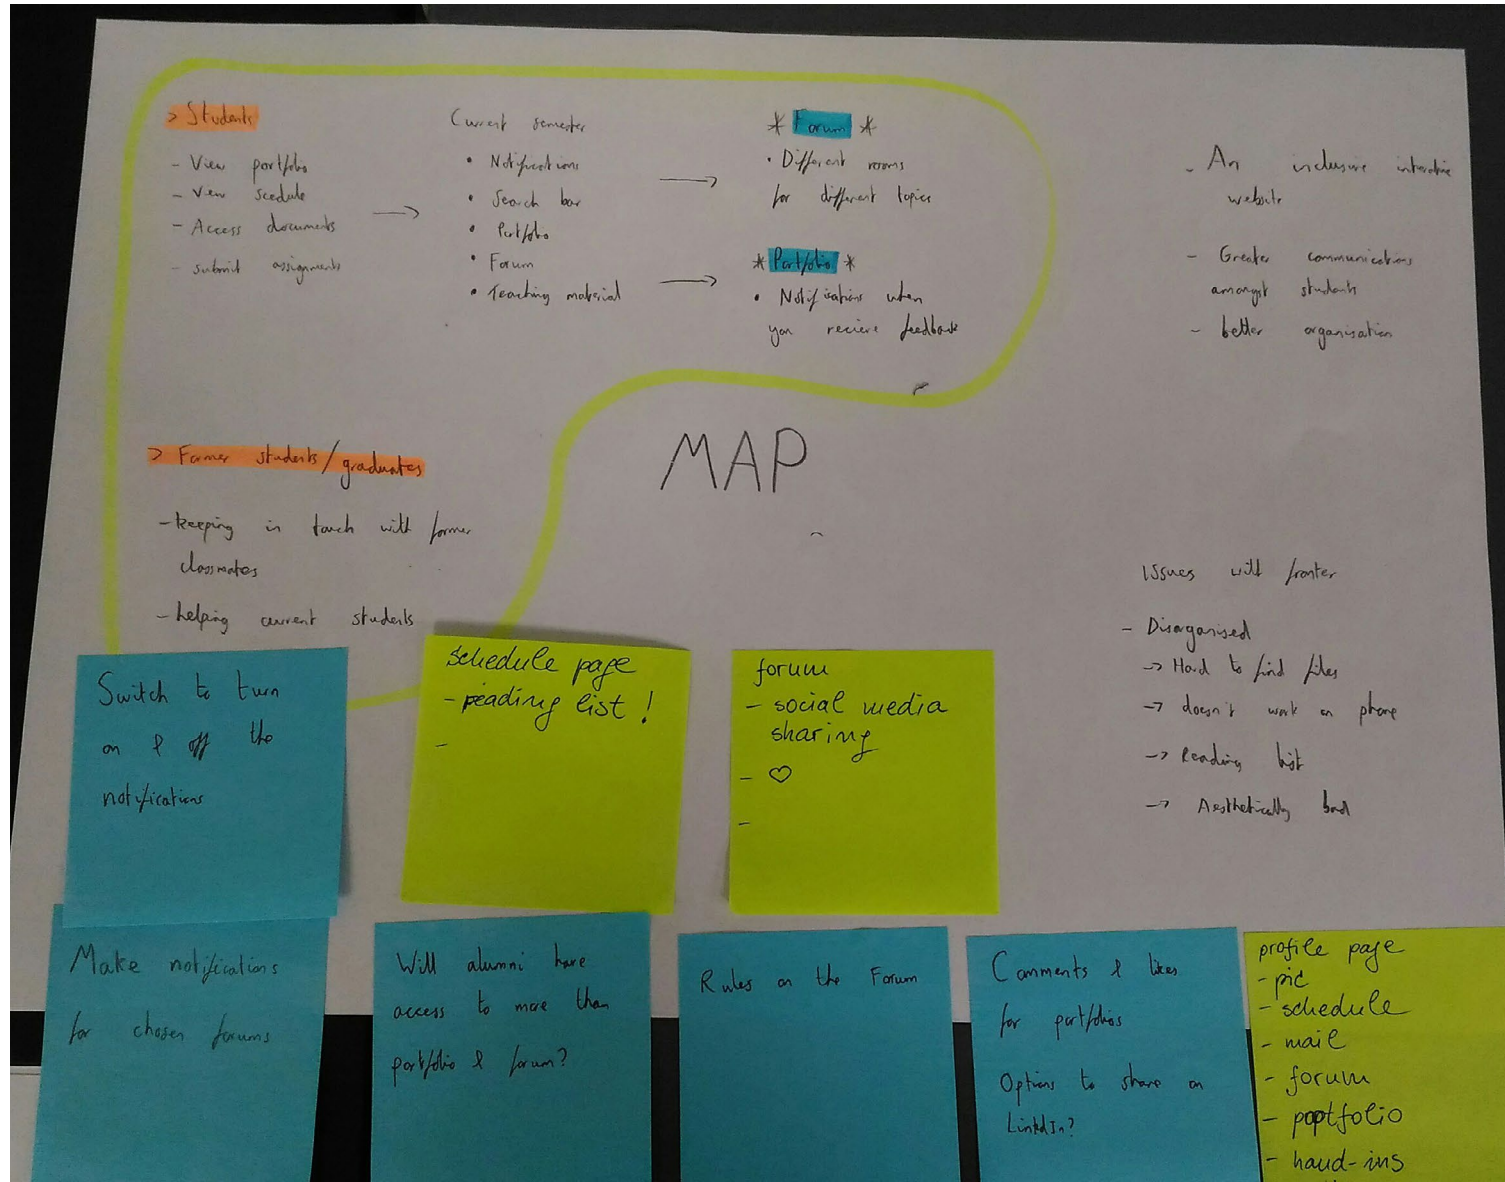 > Students
- View portfolio
- View scedule
- Access documents
- submit assignments
Current semester
• Notifications
• Search bar
• Portfolio
• Forum
• Teaching material
* Forum *
• Different rooms
for different topics
* Portfolio *
• Notifications when
you recieve feedback
- An inclusive interactive
website
- Greater communications
amongst students
- better organisation
> Former students/graduates
- keeping in touch with former
classmates
- helping current students
MAP
Issues with fronter
- Disorganised
-> Hard to find files
-> doesn't work on phone
-> Reading list
-> Aesthetically bad
Switch to turn
on & off the
notifications
schedule page
- reading list!
-
forum
- social media
sharing
- ♡
-
Make notifications
for chosen forums
Will alumni have
access to more than
portfolio & forum?
Rules on the Forum
Comments & likes
for portfolios
Options to share on
LinkdIn?
profile page
- pic
- schedule
- mail
- forum
- portfolio
- hand-ins